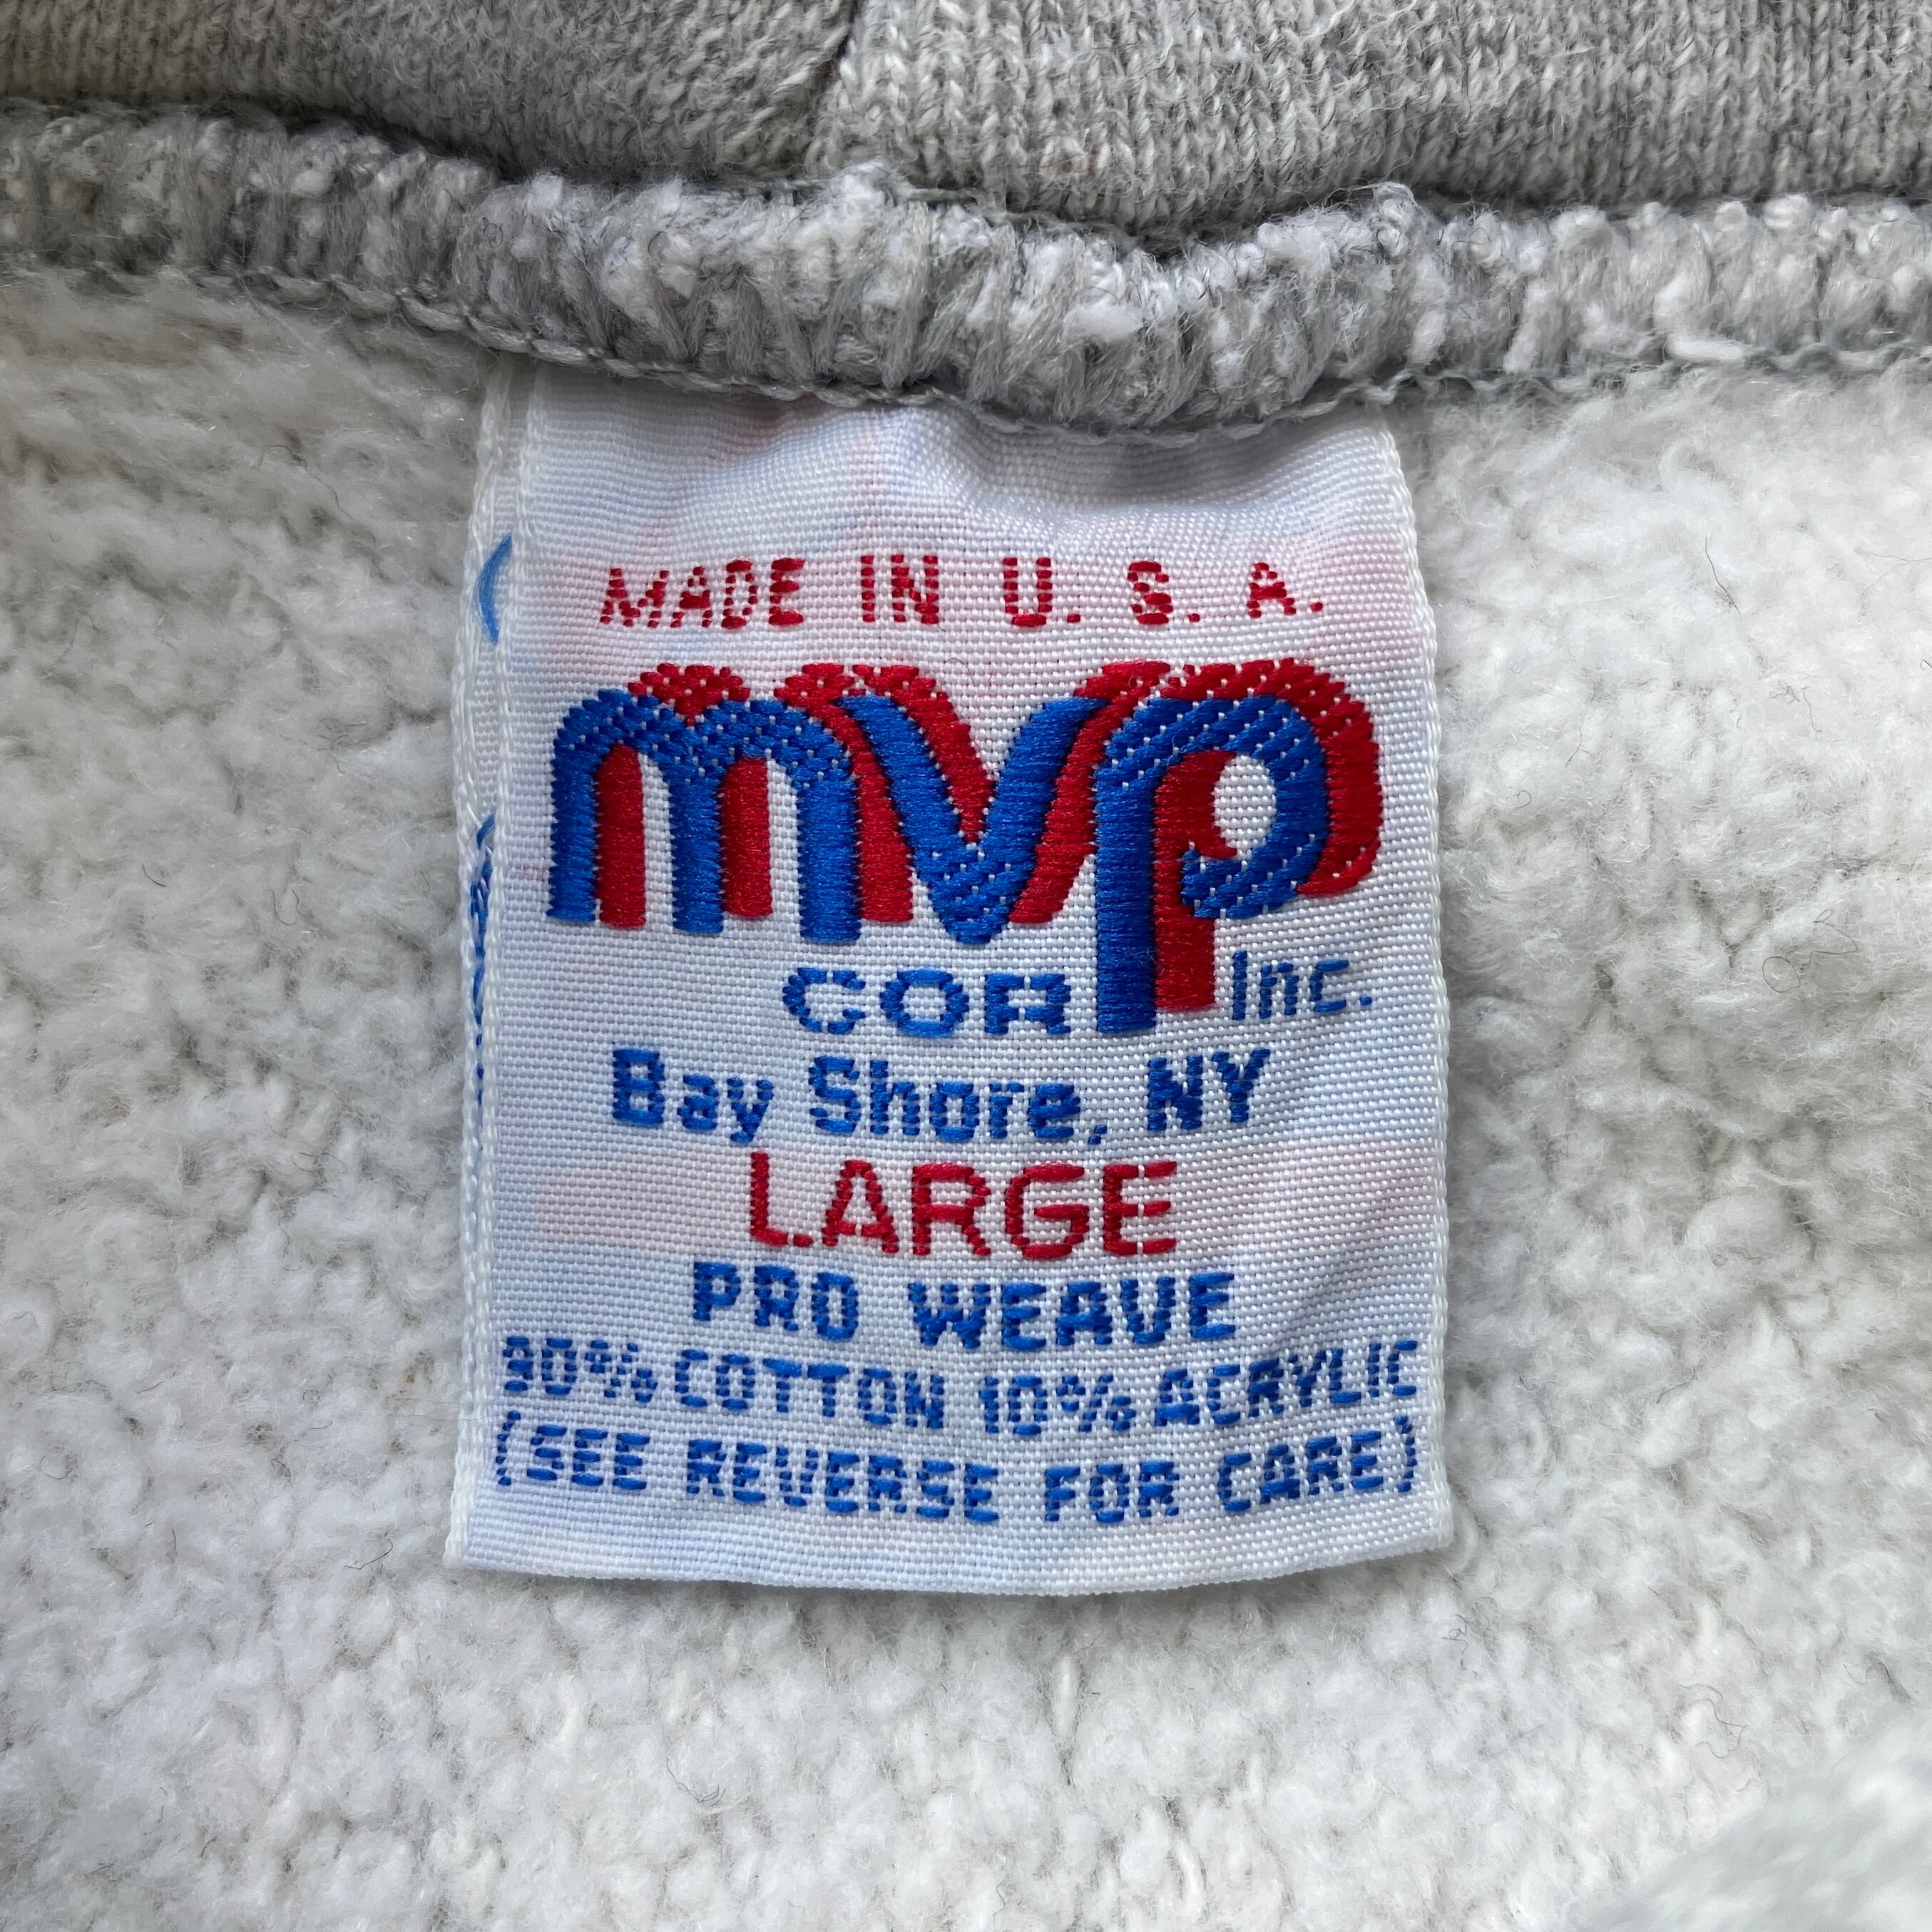 MADE IN U. S. A.
mvp
CORP Inc.
Bay Shore, NY
LARGE
PRO WEAVE
90% COTTON 10% ACRYLIC
(SEE REVERSE FOR CARE)